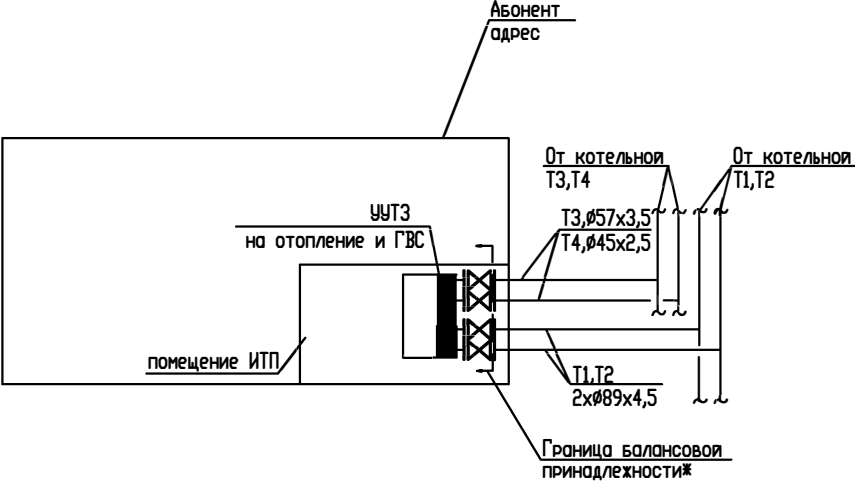 Абонент
адрес
От котельной
Т3,Т4
От котельной
Т1,Т2
УУТЗ
на отопление и ГВС
Т3,ø57х3,5
Т4,ø45х2,5
помещение ИТП
Т1,Т2
2хø89х4,5
Граница балансовой
принадлежности*